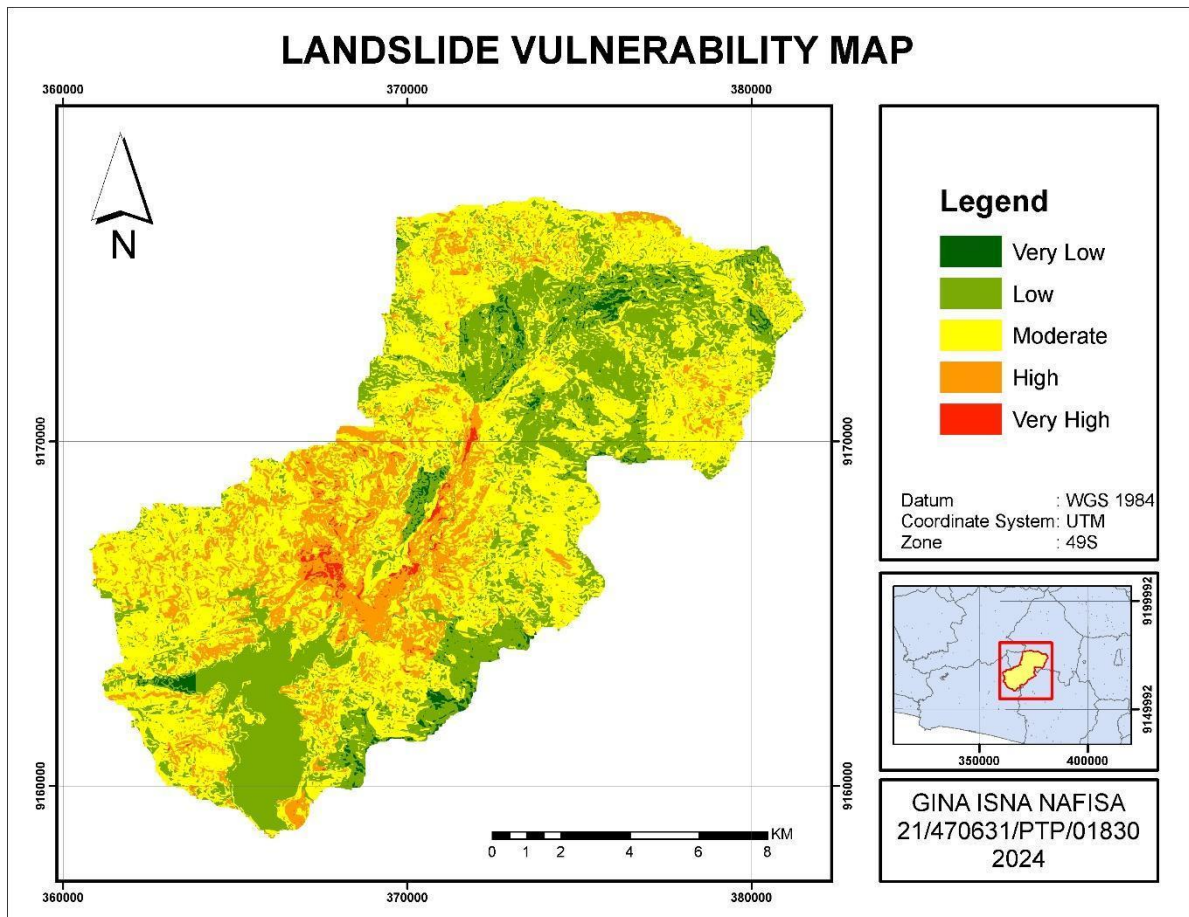 LANDSLIDE VULNERABILITY MAP
360000 370000 380000
N
9170000 9170000
9160000 9160000
0 1 2 4 6 8 KM
360000 370000 380000
Legend
Very Low
Low
Moderate
High
Very High
Datum : WGS 1984
Coordinate System: UTM
Zone : 49S
9199992
9149992
350000 400000
GINA ISNA NAFISA
21/470631/PTP/01830
2024